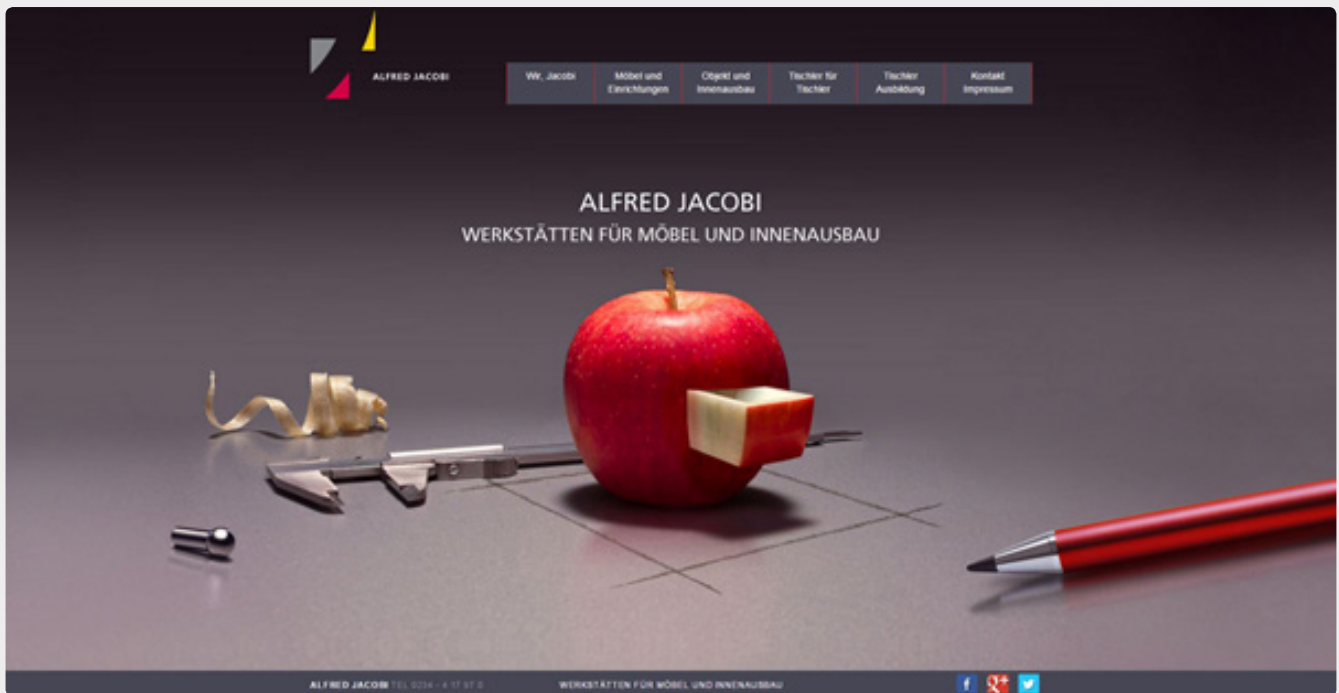 ALFRED JACOBI
Wir, Jacobi
Möbel und
Einrichtungen
Objekt und
Innenausbau
Tischler für
Tischler
Tischler
Ausbildung
Kontakt
Impressum
ALFRED JACOBI
WERKSTÄTTEN FÜR MÖBEL UND INNENAUSBAU
ALFRED JACOBI TEL
WERKSTÄTTEN FÜR MÖBEL UND INNENAUSBAU
f g+